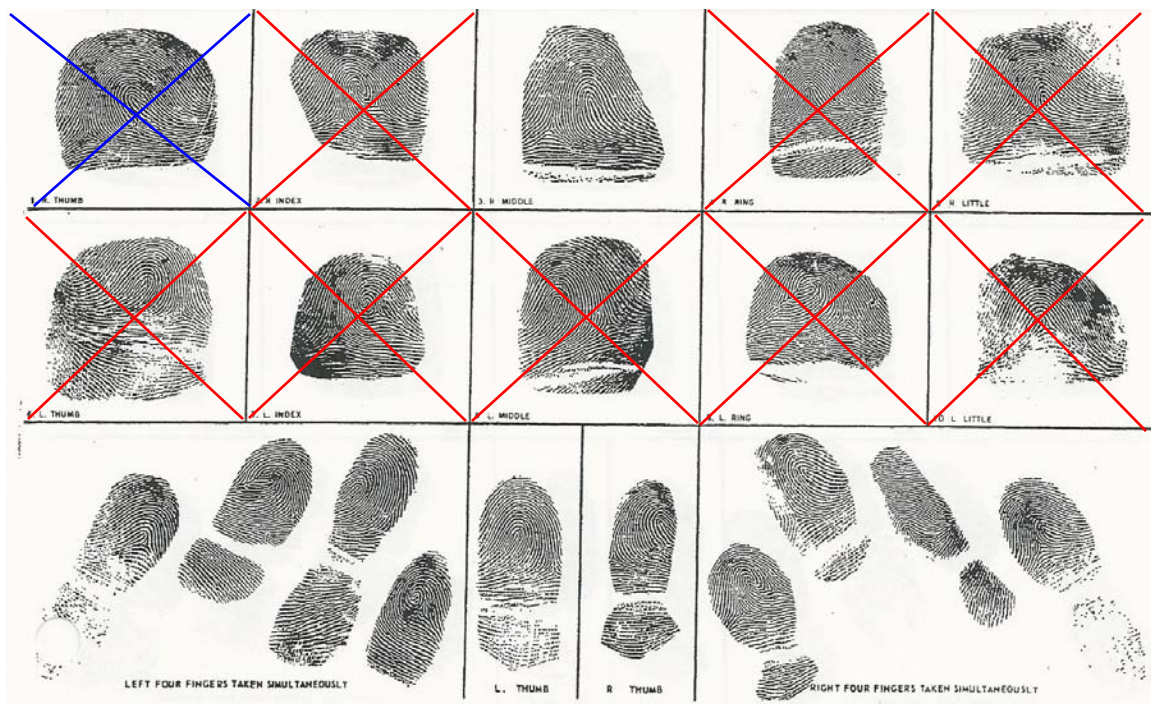 R. THUMB
R INDEX
3. R MIDDLE
R RING
R LITTLE
L. THUMB
L. INDEX
L. MIDDLE
L. RING
L LITTLE
LEFT FOUR FINGERS TAKEN SIMULTANEOUSLY
L. THUMB
R THUMB
RIGHT FOUR FINGERS TAKEN SIMULTANEOUSLY